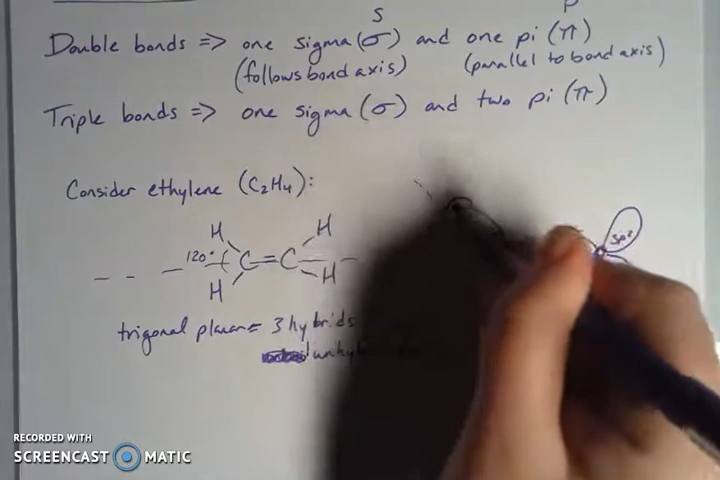 S P
Double bonds => one sigma (σ) and one pi (π)
(follows bond axis) (parallel to bond axis)
Triple bonds => one sigma (σ) and two pi (π)
Consider ethylene (C2H4):
H H
120° C=C
H H
sp2
trigonal planar = 3 hybrids
RECORDED WITH
SCREENCAST MATIC